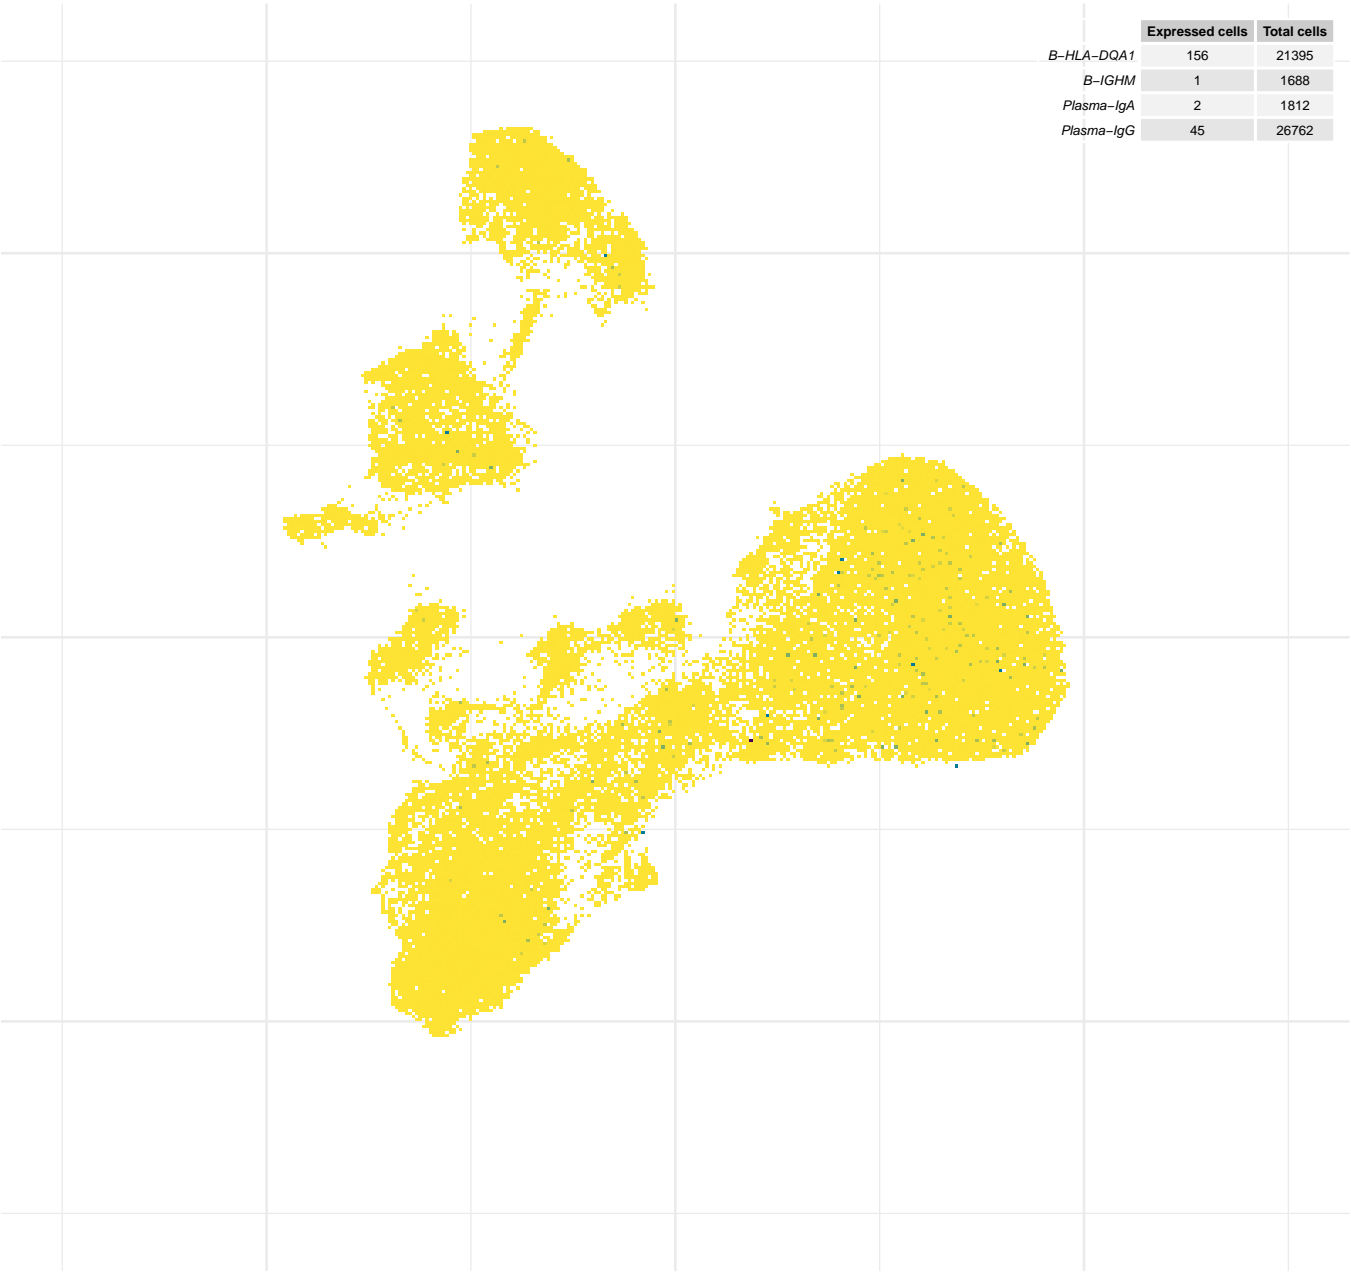 Expressed cells Total cells
B−HLA−DQA1 156 21395
B−IGHM 1 1688
Plasma−IgA 2 1812
Plasma−IgG 45 26762